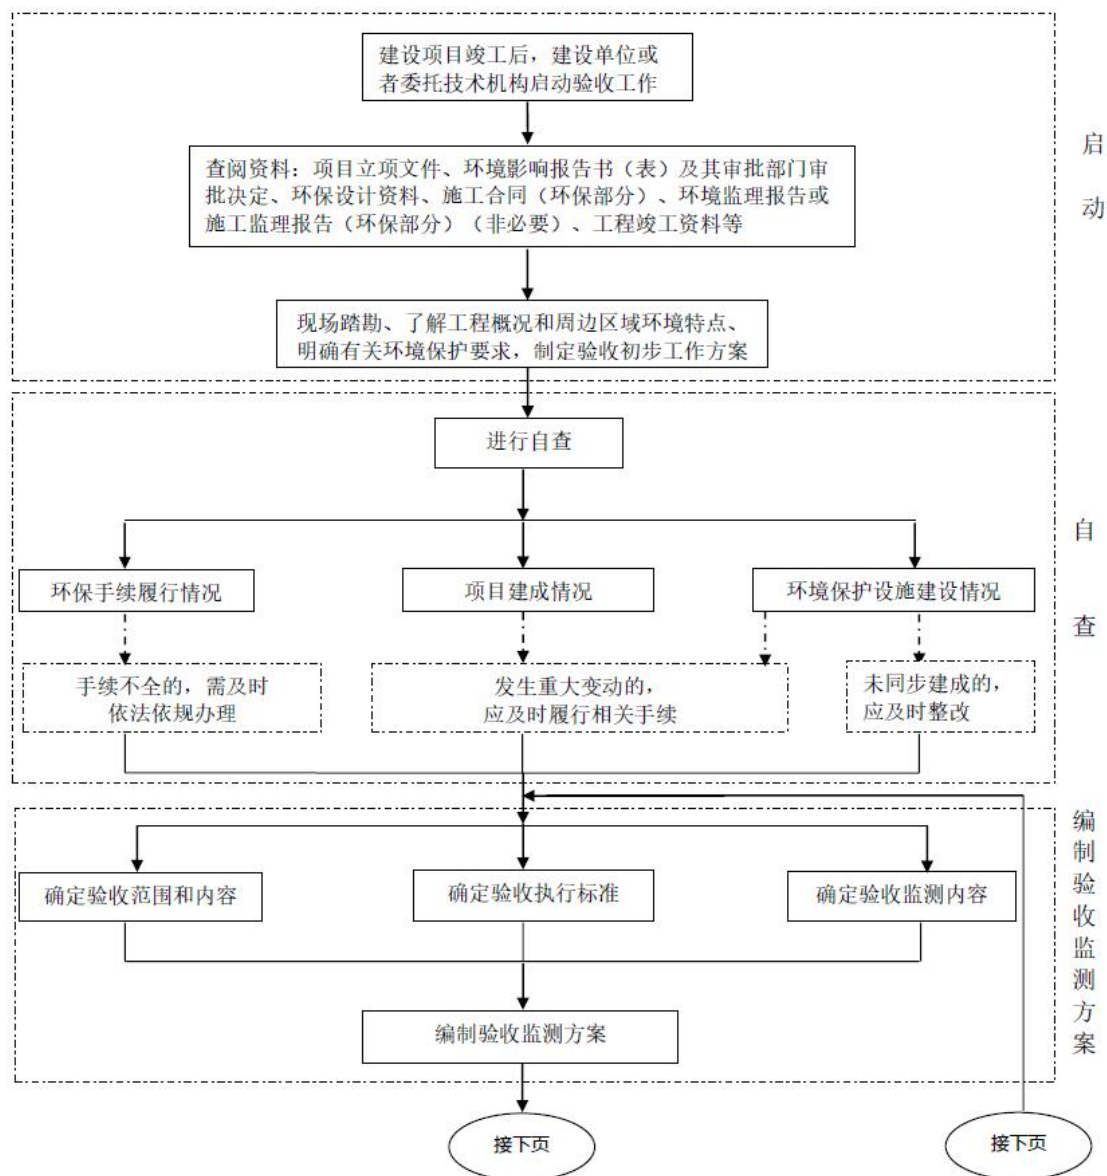 建设项目竣工后，建设单位或
者委托技术机构启动验收工作
查阅资料：项目立项文件、环境影响报告书（表）及其审批部门审
批决定、环保设计资料、施工合同（环保部分）、环境监理报告或
施工监理报告（环保部分）（非必要）、工程竣工资料等
现场踏勘、了解工程概况和周边区域环境特点、
明确有关环境保护要求，制定验收初步工作方案
启
动
进行自查
环保手续履行情况
项目建成情况
环境保护设施建设情况
手续不全的，需及时
依法依规办理
发生重大变动的，
应及时履行相关手续
未同步建成的，
应及时整改
自
查
确定验收范围和内容
确定验收执行标准
确定验收监测内容
编制验收监测方案
编
制
验
收
监
测
方
案
接下页
接下页